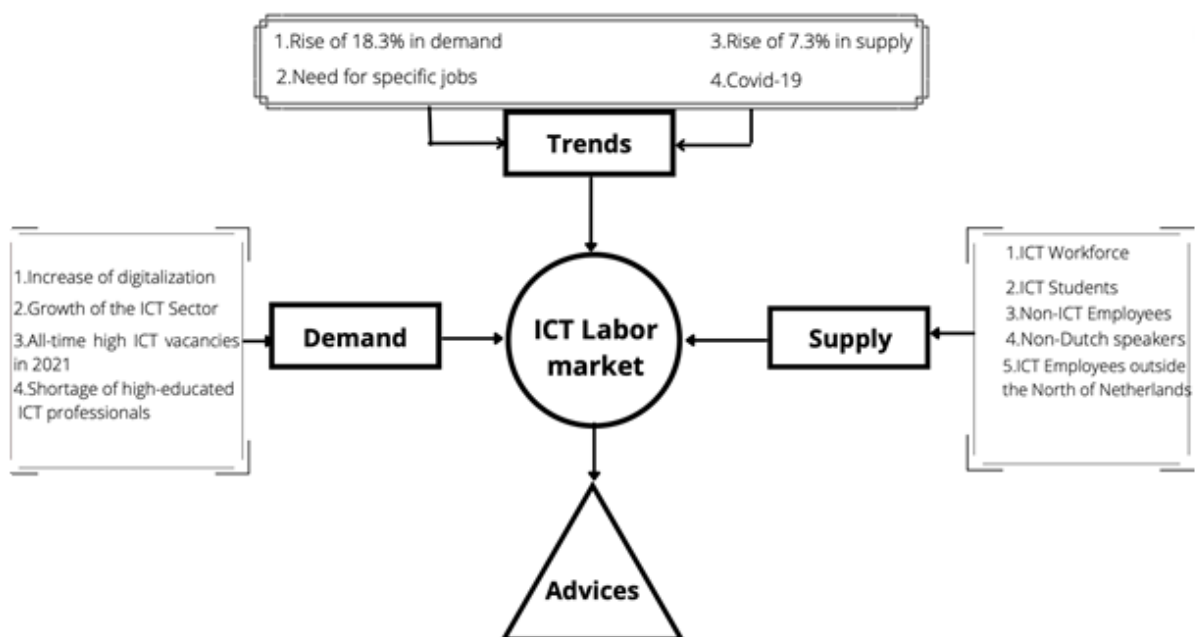 1.Rise of 18.3% in demand
2.Need for specific jobs
3.Rise of 7.3% in supply
4.Covid-19
Trends
1.Increase of digitalization
2.Growth of the ICT Sector
3.All-time high ICT vacancies
in 2021
4.Shortage of high-educated
ICT professionals
Demand
ICT Labor
market
Supply
1.ICT Workforce
2.ICT Students
3.Non-ICT Employees
4.Non-Dutch speakers
5.ICT Employees outside
the North of Netherlands
Advices